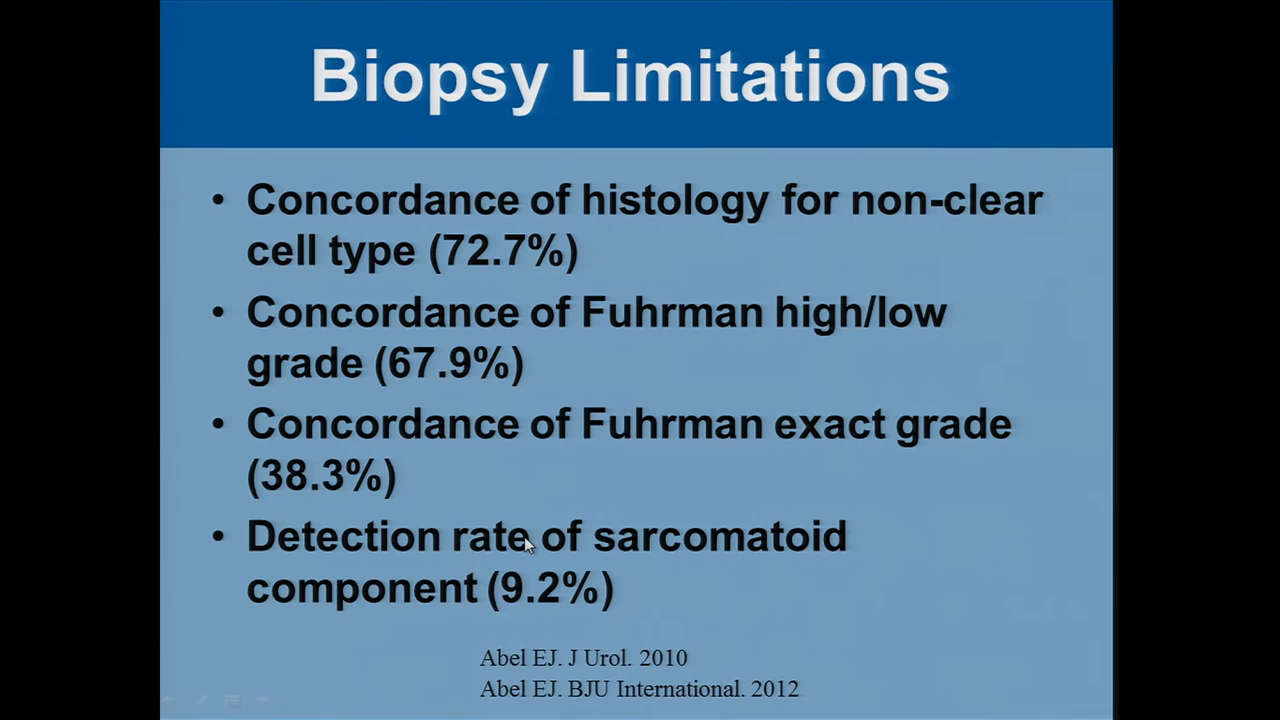 Biopsy Limitations
• Concordance of histology for non-clear
cell type (72.7%)
• Concordance of Fuhrman high/low
grade (67.9%)
• Concordance of Fuhrman exact grade
(38.3%)
• Detection rate of sarcomatoid
component (9.2%)
Abel EJ. J Urol. 2010
Abel EJ. BJU International. 2012